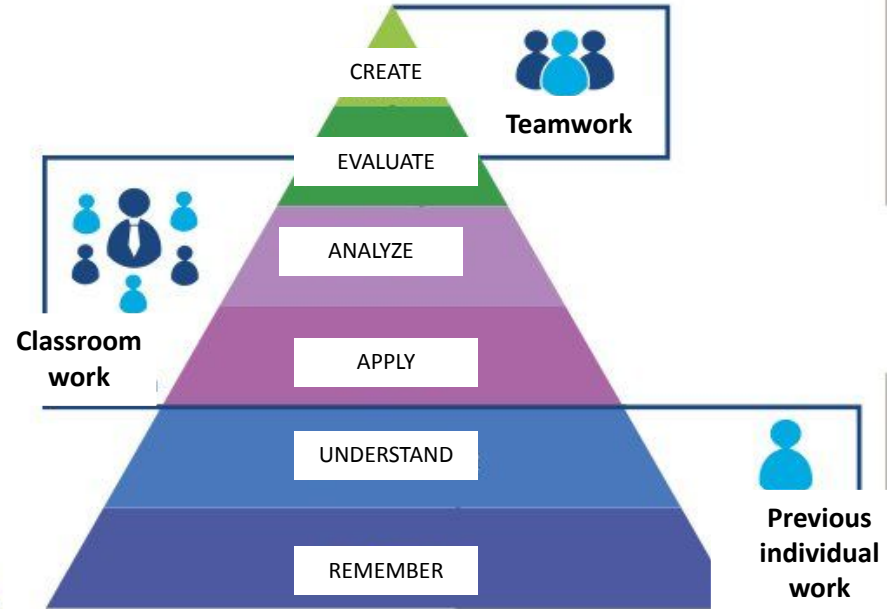 CREATE
Teamwork
EVALUATE
ANALYZE
Classroom
work
APPLY
UNDERSTAND
Previous
individual
work
REMEMBER